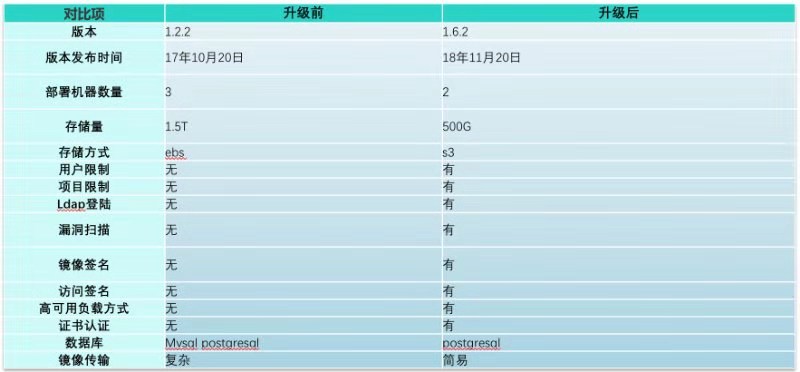 对比项 升级前 升级后
版本 1.2.2 1.6.2
版本发布时间 17年10月20日 18年11月20日
部署机器数量 3 2
存储量 1.5T 500G
存储方式 ebs s3
用户限制 无 有
项目限制 无 有
Ldap登陆 无 有
漏洞扫描 无 有
镜像签名 无 有
访问签名 无 有
高可用负载方式 无 有
证书认证 无 有
数据库 Mysql postgresql postgresql
镜像传输 复杂 简易